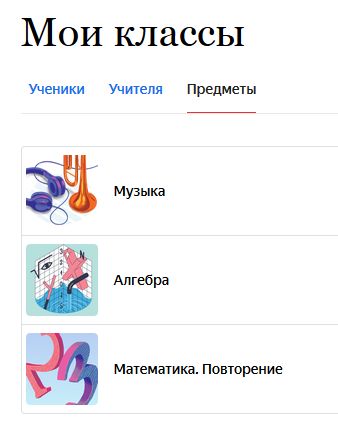 Мои классы
Ученики Учителя Предметы
Музыка
Алгебра
Математика. Повторение